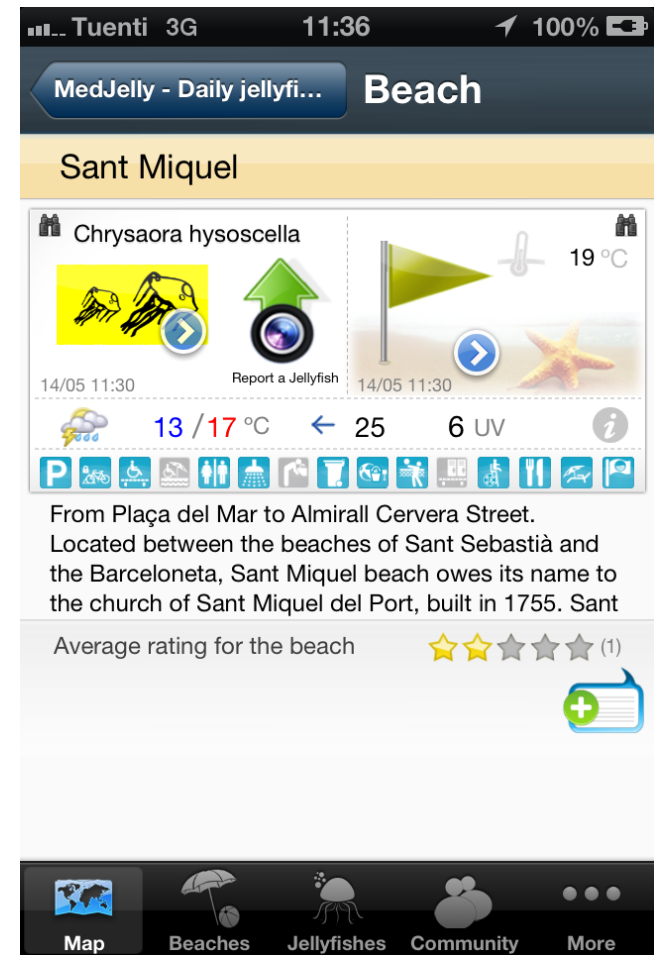 Tuenti 3G 11:36 100%
MedJelly - Daily jellyfi... Beach
Sant Miquel
Chrysaora hysoscella
19 °C
Report a Jellyfish
14/05 11:30
14/05 11:30
13 / 17 °C ← 25 6 UV i
P
From Plaça del Mar to Almirall Cervera Street.
Located between the beaches of Sant Sebastià and
the Barceloneta, Sant Miquel beach owes its name to
the church of Sant Miquel del Port, built in 1755. Sant
Average rating for the beach (1)
Map Beaches Jellyfishes Community More